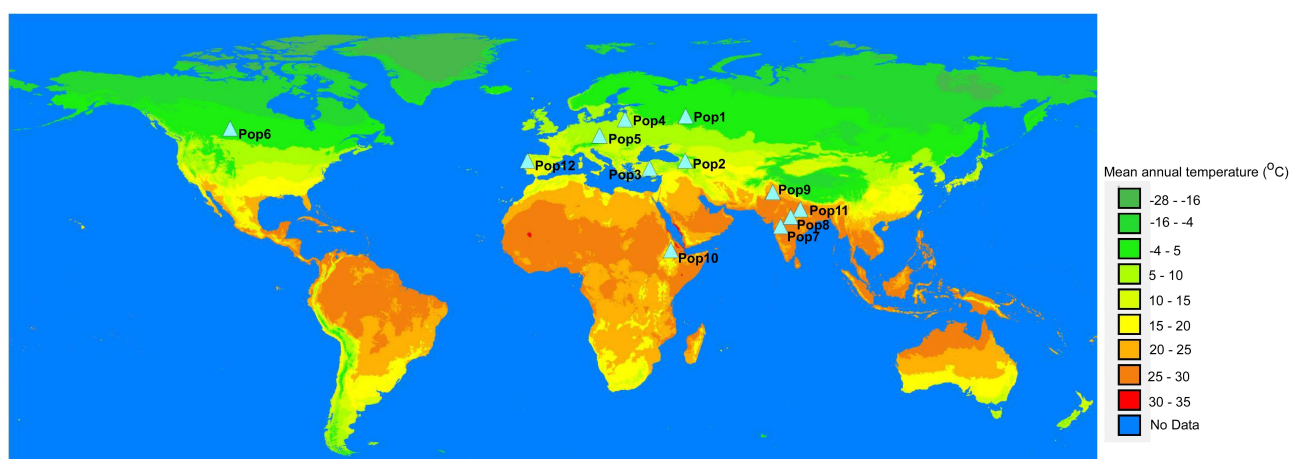 Pop1
Pop4
Pop6
Pop5
Pop12
Pop2
Pop3
Pop9
Pop11
Pop8
Pop7
Pop10
Mean annual temperature (OC)
-28 - -16
-16 - -4
-4 - 5
5 - 10
10 - 15
15 - 20
20 - 25
25 - 30
30 - 35
No Data